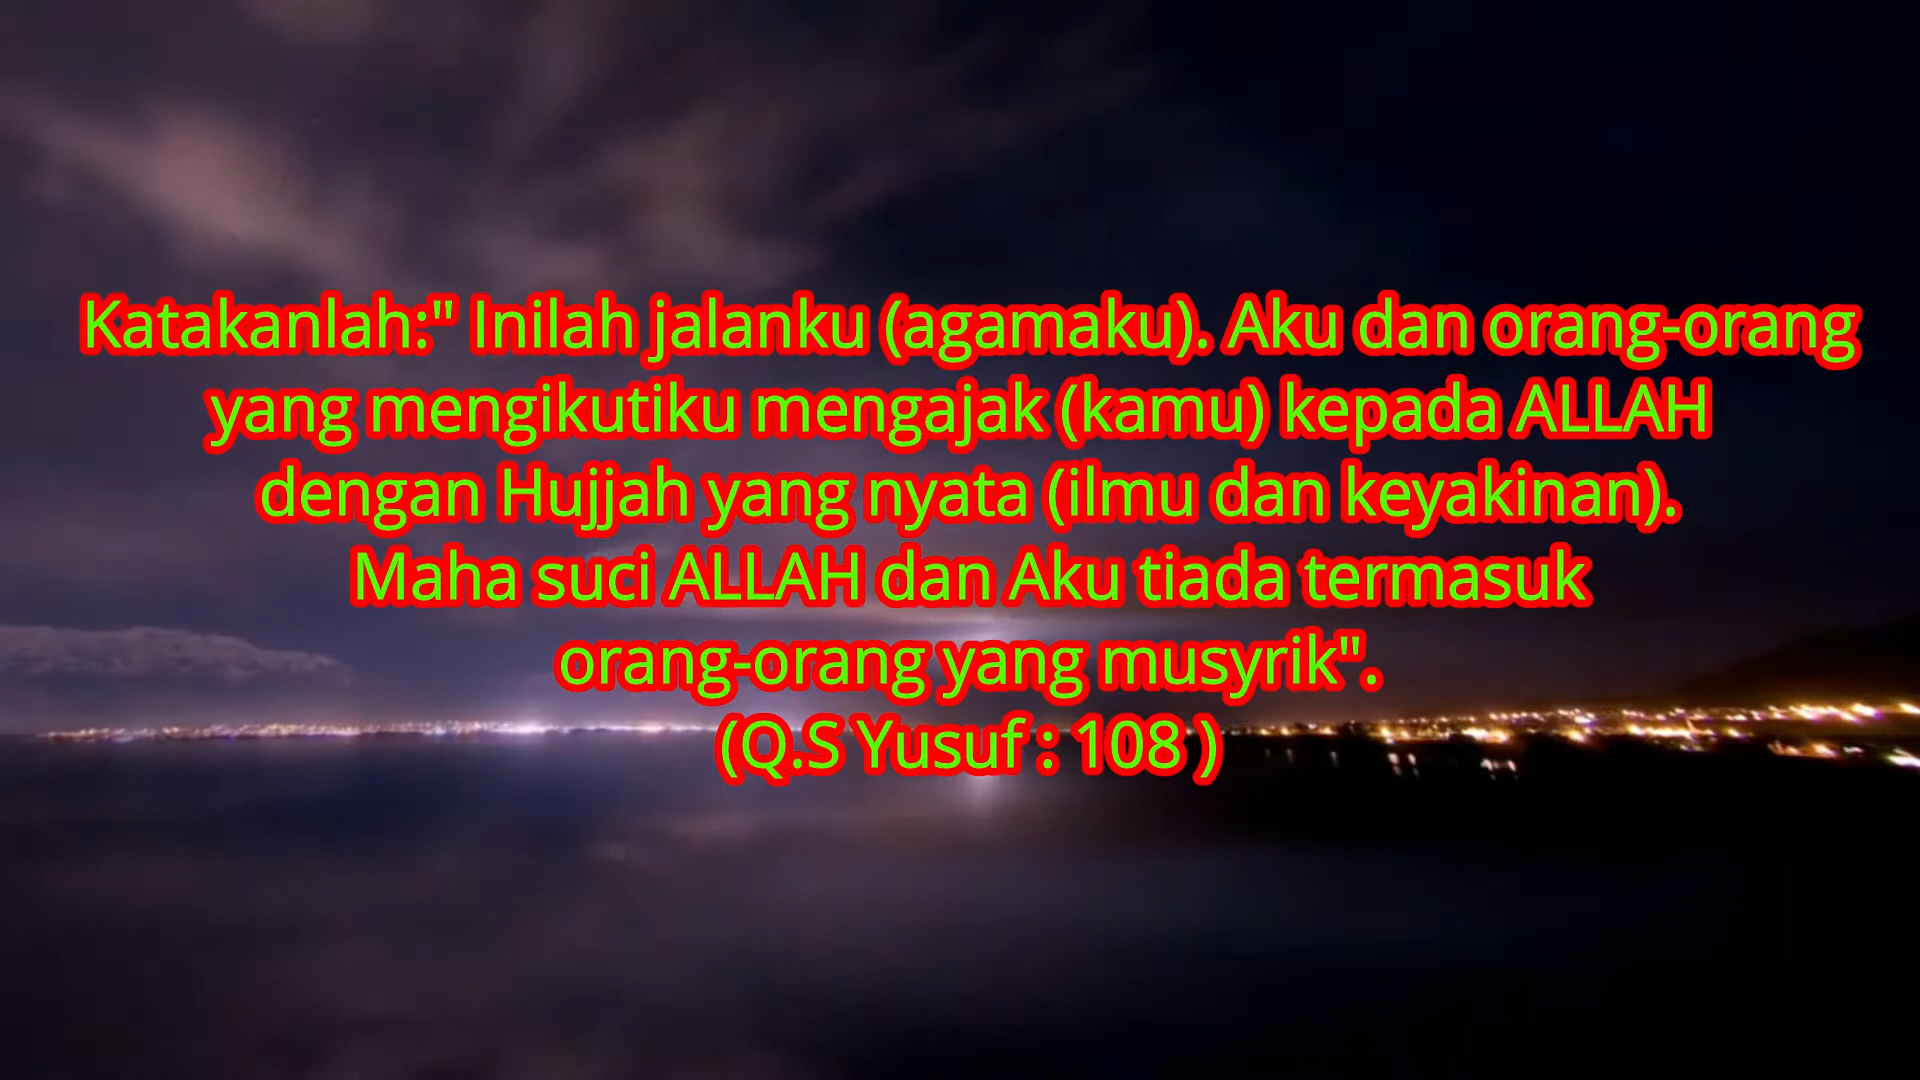 Katakanlah:" Inilah jalanku (agamaku). Aku dan orang-orang
yang mengikutiku mengajak (kamu) kepada ALLAH
dengan Hujjah yang nyata (ilmu dan keyakinan).
Maha suci ALLAH dan Aku tiada termasuk
orang-orang yang musyrik".
(Q.S Yusuf : 108 )